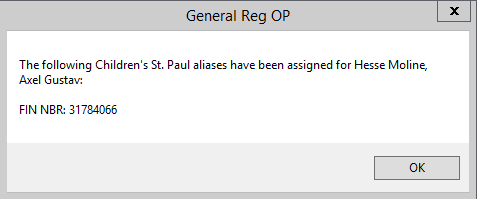 General Reg OP
x
The following Children's St. Paul aliases have been assigned for Hesse Moline,
Axel Gustav:
FIN NBR: 31784066
OK